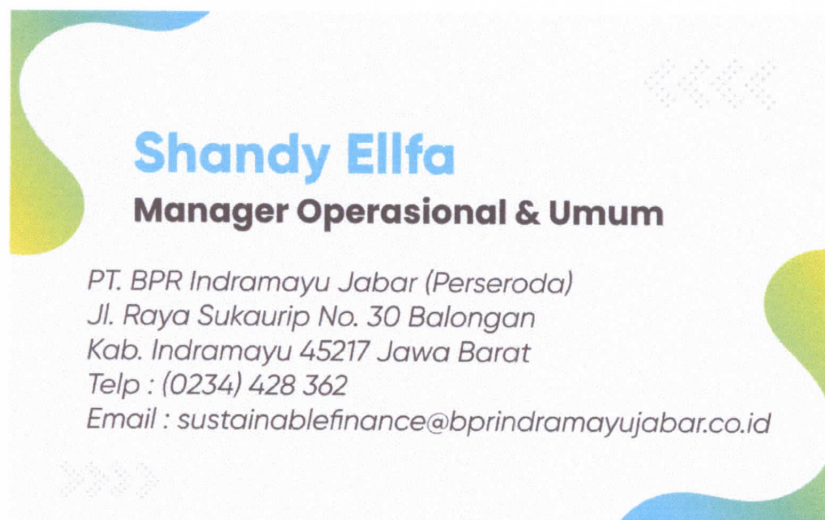 Shandy Ellfa
Manager Operasional & Umum
PT. BPR Indramayu Jabar (Perseroda)
Jl. Raya Sukaurip No. 30 Balongan
Kab. Indramayu 45217 Jawa Barat
Telp : (0234) 428 362
Email : sustainablefinance@bprindramayujabar.co.id